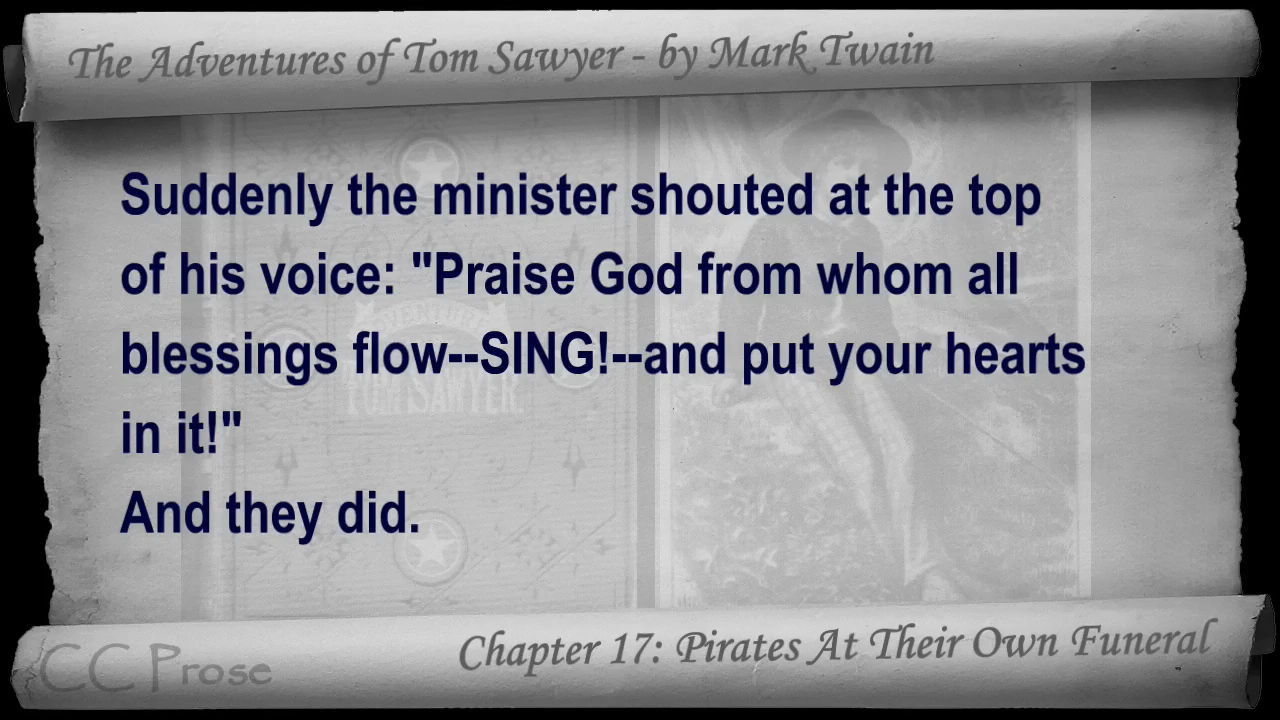 The Adventures of Tom Sawyer - by Mark Twain
Suddenly the minister shouted at the top
of his voice: "Praise God from whom all
blessings flow--SING!--and put your hearts
in it!"
And they did.
TOM SAWYER.
Chapter 17: Pirates At Their Own Funeral
CC Prose